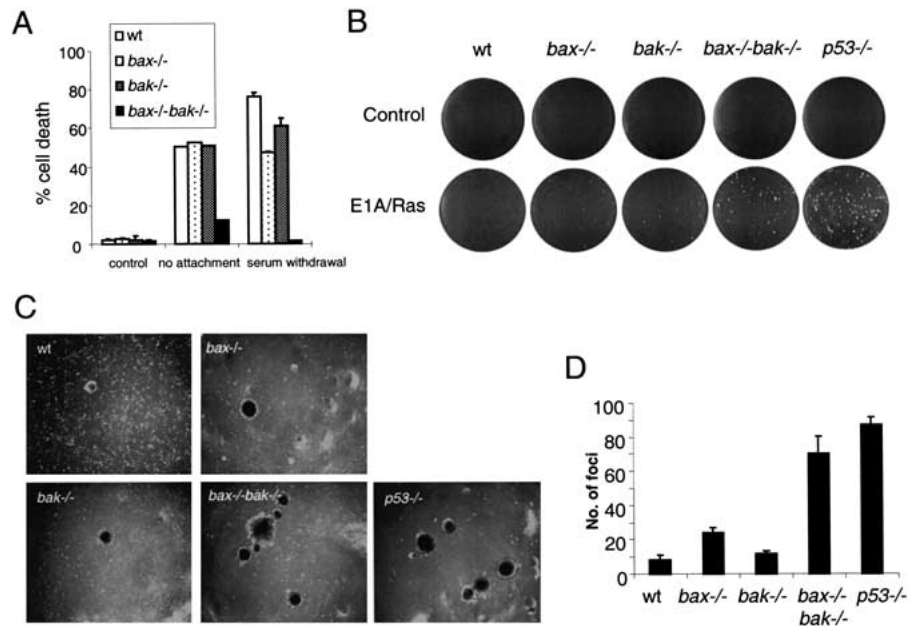 A
100
80
60
40
20
0
% cell death
wt
bax-/-
bak-/-
bax-/-bak-/-
control
no attachment
serum withdrawal
B
wt
bax-/-
bak-/-
bax-/-bak-/-
p53-/-
Control
E1A/Ras
C
wt
bax-/-
bak-/-
bax-/-bak-/-
p53-/-
D
100
80
60
40
20
0
No. of foci
wt
bax-/-
bak-/-
bax-/-
bak-/-
p53-/-